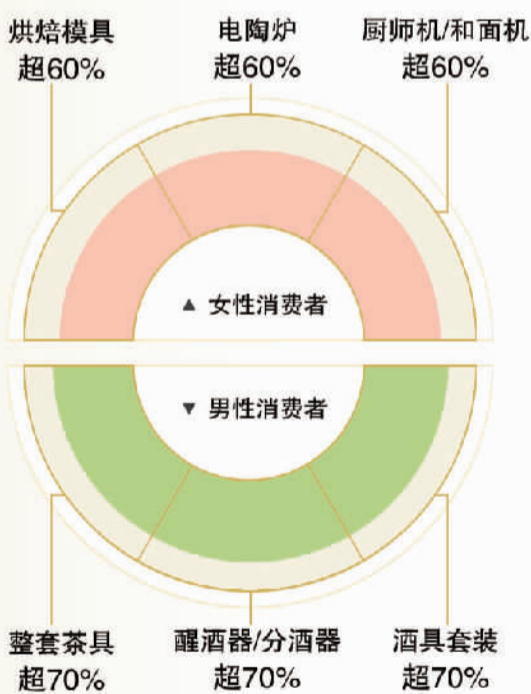 烘焙模具 电陶炉 厨师机/和面机
超60% 超60% 超60%
▲ 女性消费者
▼ 男性消费者
整套茶具 醒酒器/分酒器 酒具套装
超70% 超70% 超70%